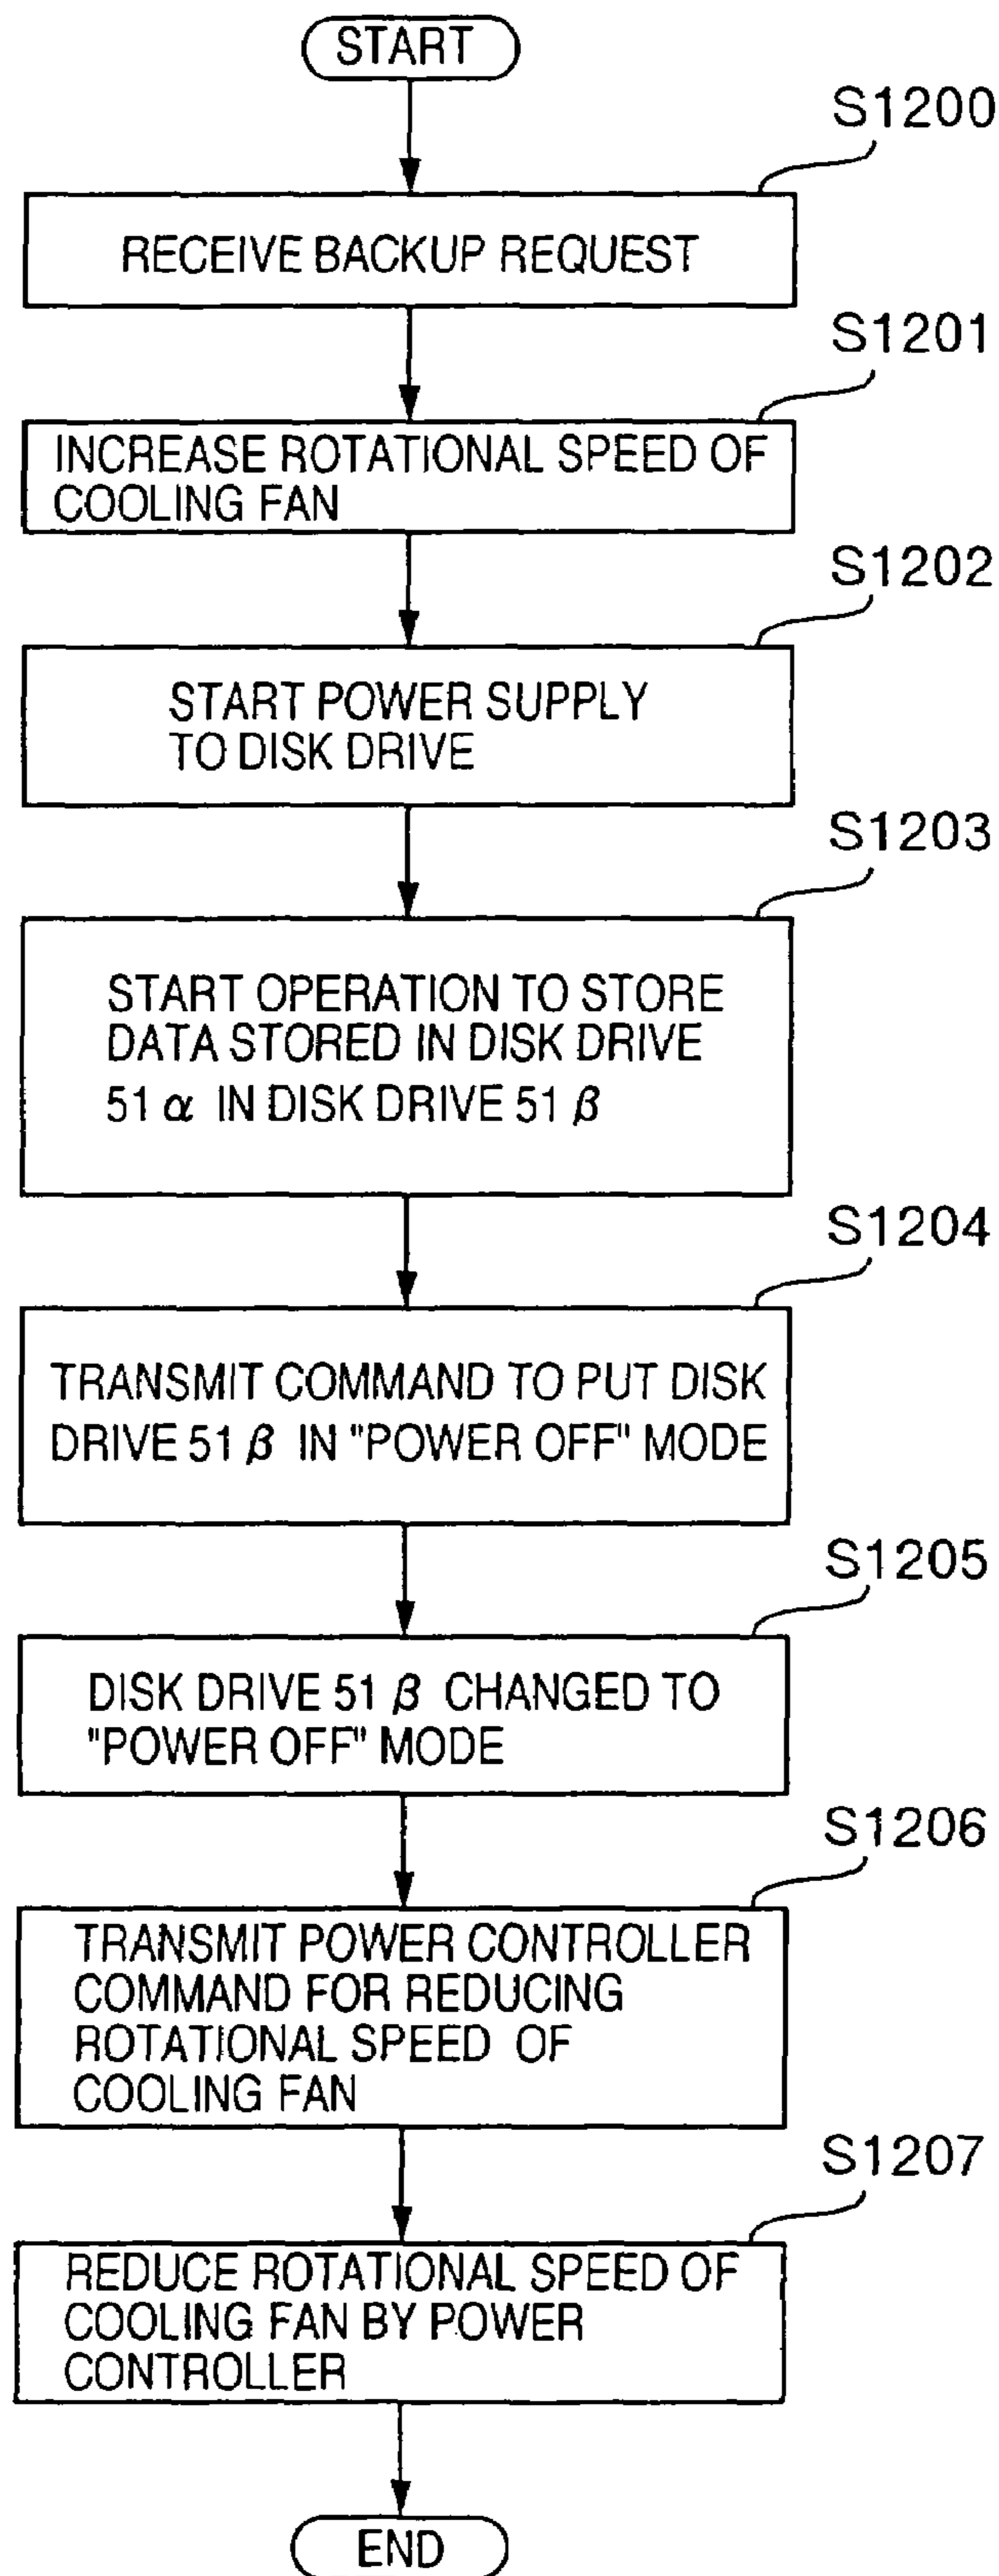 START
S1200
RECEIVE BACKUP REQUEST
S1201
INCREASE ROTATIONAL SPEED OF
COOLING FAN
S1202
START POWER SUPPLY
TO DISK DRIVE
S1203
START OPERATION TO STORE
DATA STORED IN DISK DRIVE
51 α IN DISK DRIVE 51 β
S1204
TRANSMIT COMMAND TO PUT DISK
DRIVE 51 β IN "POWER OFF" MODE
S1205
DISK DRIVE 51 β CHANGED TO
"POWER OFF" MODE
S1206
TRANSMIT POWER CONTROLLER
COMMAND FOR REDUCING
ROTATIONAL SPEED OF
COOLING FAN
S1207
REDUCE ROTATIONAL SPEED OF
COOLING FAN BY POWER
CONTROLLER
END